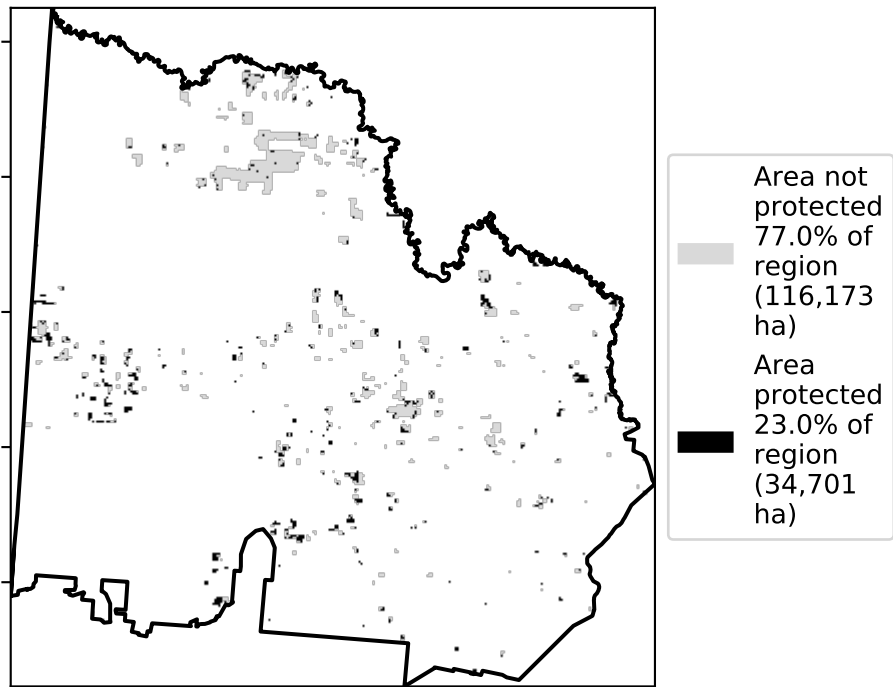 Area not
protected
77.0% of
region
(116,173
ha)
Area
protected
23.0% of
region
(34,701
ha)